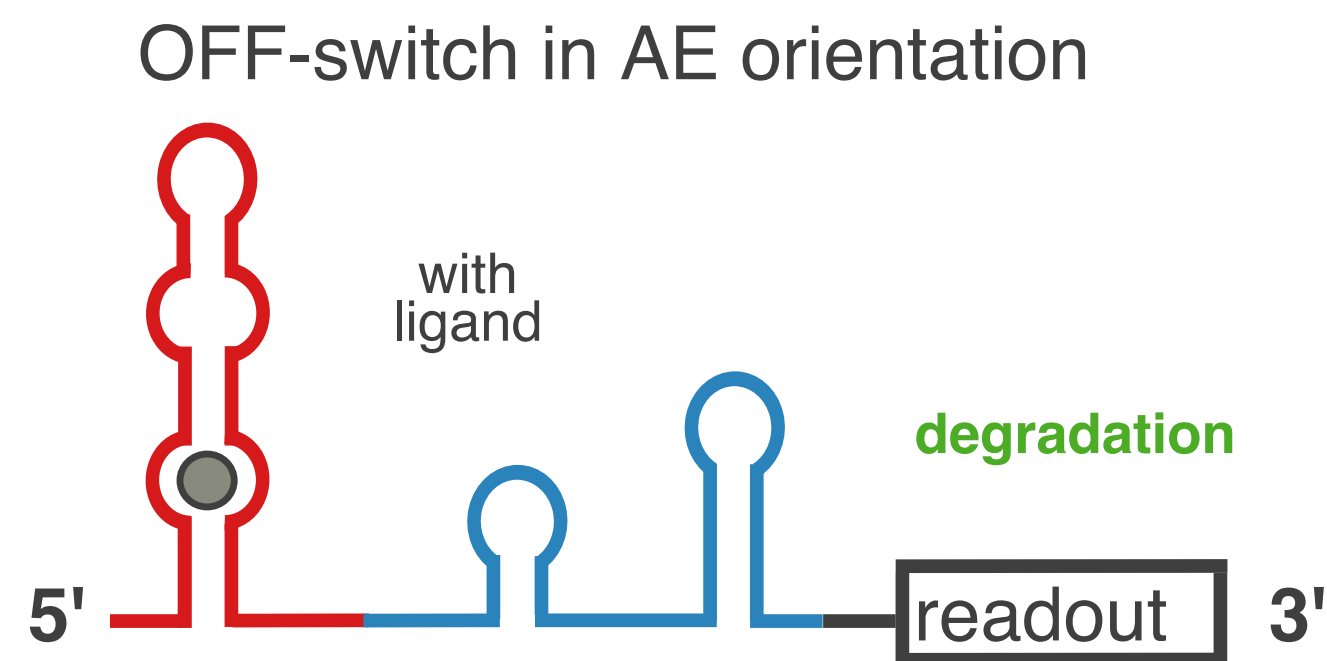 OFF-switch in AE orientation
with
ligand
degradation
5'
readout
3'